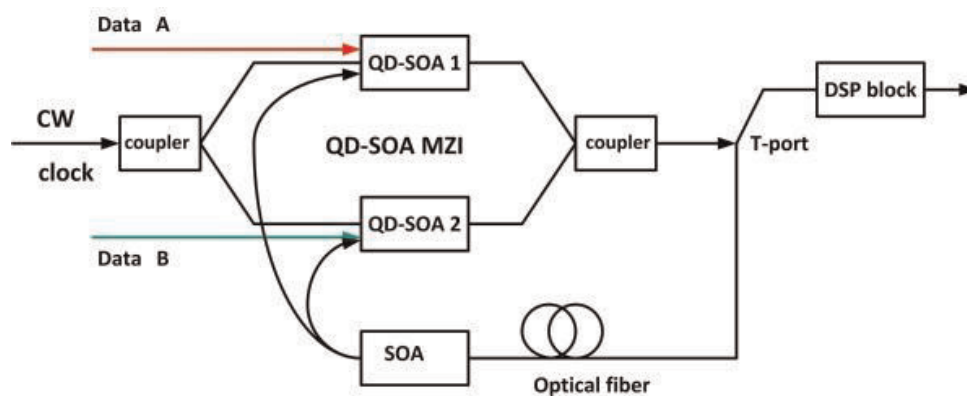 Data A
QD-SOA 1
DSP block
CW
clock
coupler
QD-SOA MZI
coupler
T-port
QD-SOA 2
Data B
SOA
Optical fiber